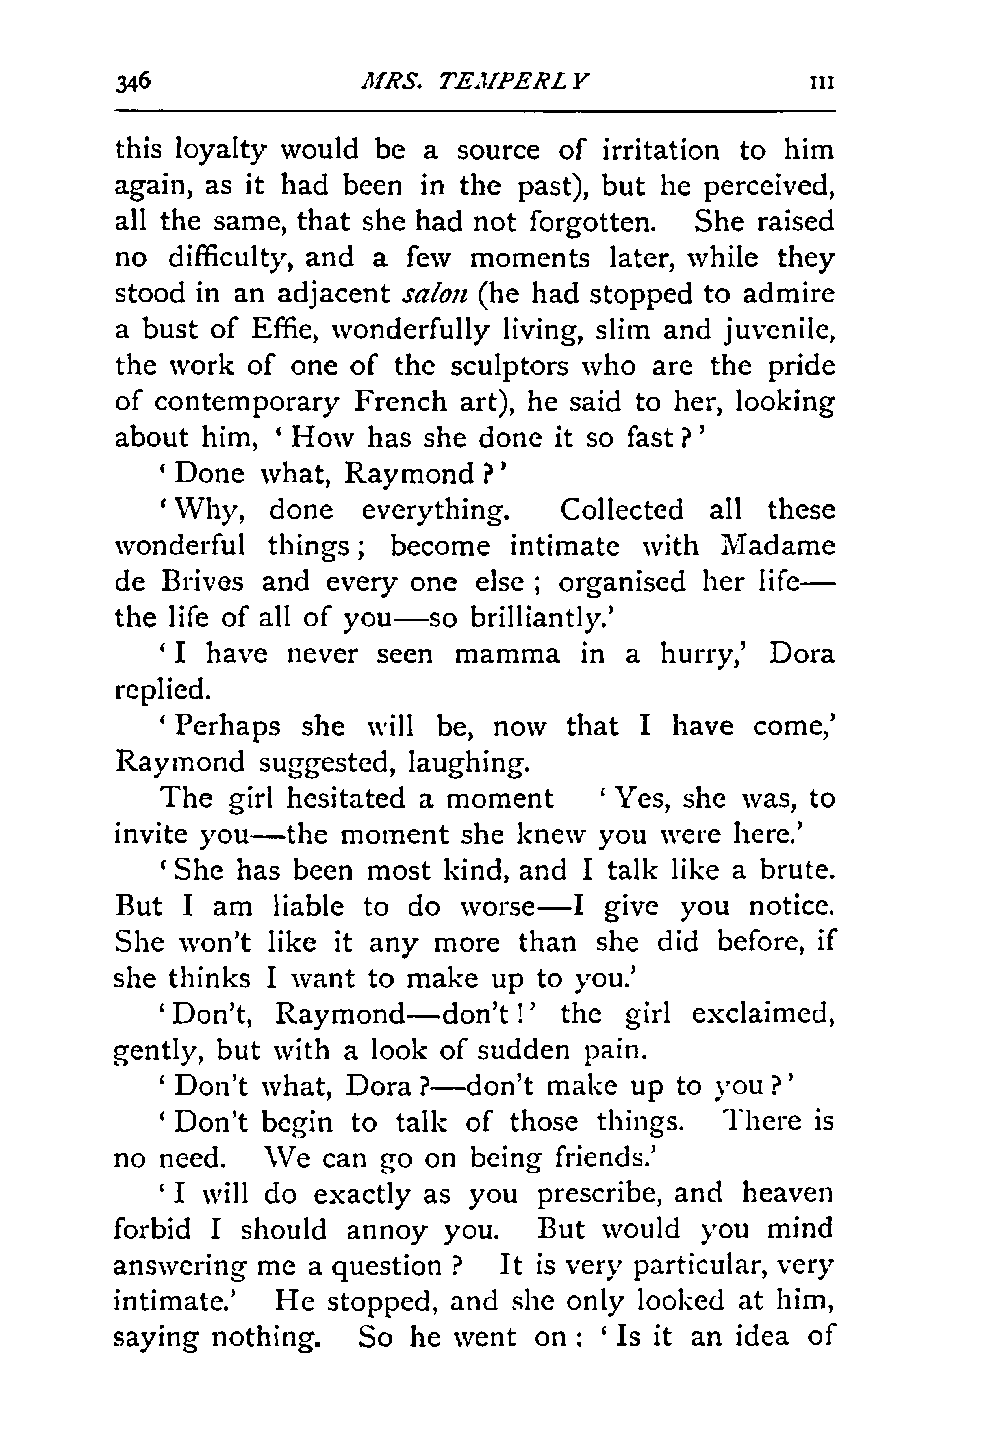 346 MRS. TEMPERLY III
this loyalty would be a source of irritation to him
again, as it had been in the past), but he perceived,
all the same, that she had not forgotten. She raised
no difficulty, and a few moments later, while they
stood in an adjacent salon (he had stopped to admire
a bust of Effie, wonderfully living, slim and juvenile,
the work of one of the sculptors who are the pride
of contemporary French art), he said to her, looking
about him, ‘How has she done it so fast?’
‘Done what, Raymond?’
‘Why, done everything. Collected all these
wonderful things; become intimate with Madame
de Brives and every one else; organised her life—
the life of all of you—so brilliantly.’
‘I have never seen mamma in a hurry,’ Dora
replied.
‘Perhaps she will be, now that I have come,’
Raymond suggested, laughing.
The girl hesitated a moment ‘Yes, she was, to
invite you—the moment she knew you were here.’
‘She has been most kind, and I talk like a brute.
But I am liable to do worse—I give you notice.
She won't like it any more than she did before, if
she thinks I want to make up to you.’
‘Don't, Raymond—don't!’ the girl exclaimed,
gently, but with a look of sudden pain.
‘Don't what, Dora?—don't make up to you?’
‘Don't begin to talk of those things. There is
no need. We can go on being friends.’
‘I will do exactly as you prescribe, and heaven
forbid I should annoy you. But would you mind
answering me a question? It is very particular, very
intimate.’ He stopped, and she only looked at him,
saying nothing. So he went on: ‘Is it an idea of